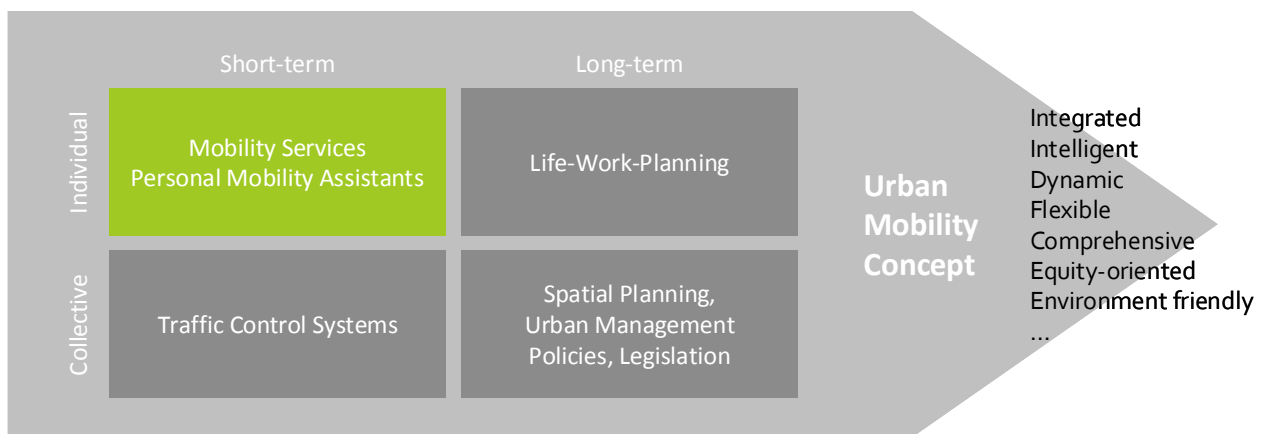 Short-term
Long-term
Individual
Mobility Services
Personal Mobility Assistants
Life-Work-Planning
Collective
Traffic Control Systems
Spatial Planning,
Urban Management
Policies, Legislation
Urban
Mobility
Concept
Integrated
Intelligent
Dynamic
Flexible
Comprehensive
Equity-oriented
Environment friendly
...